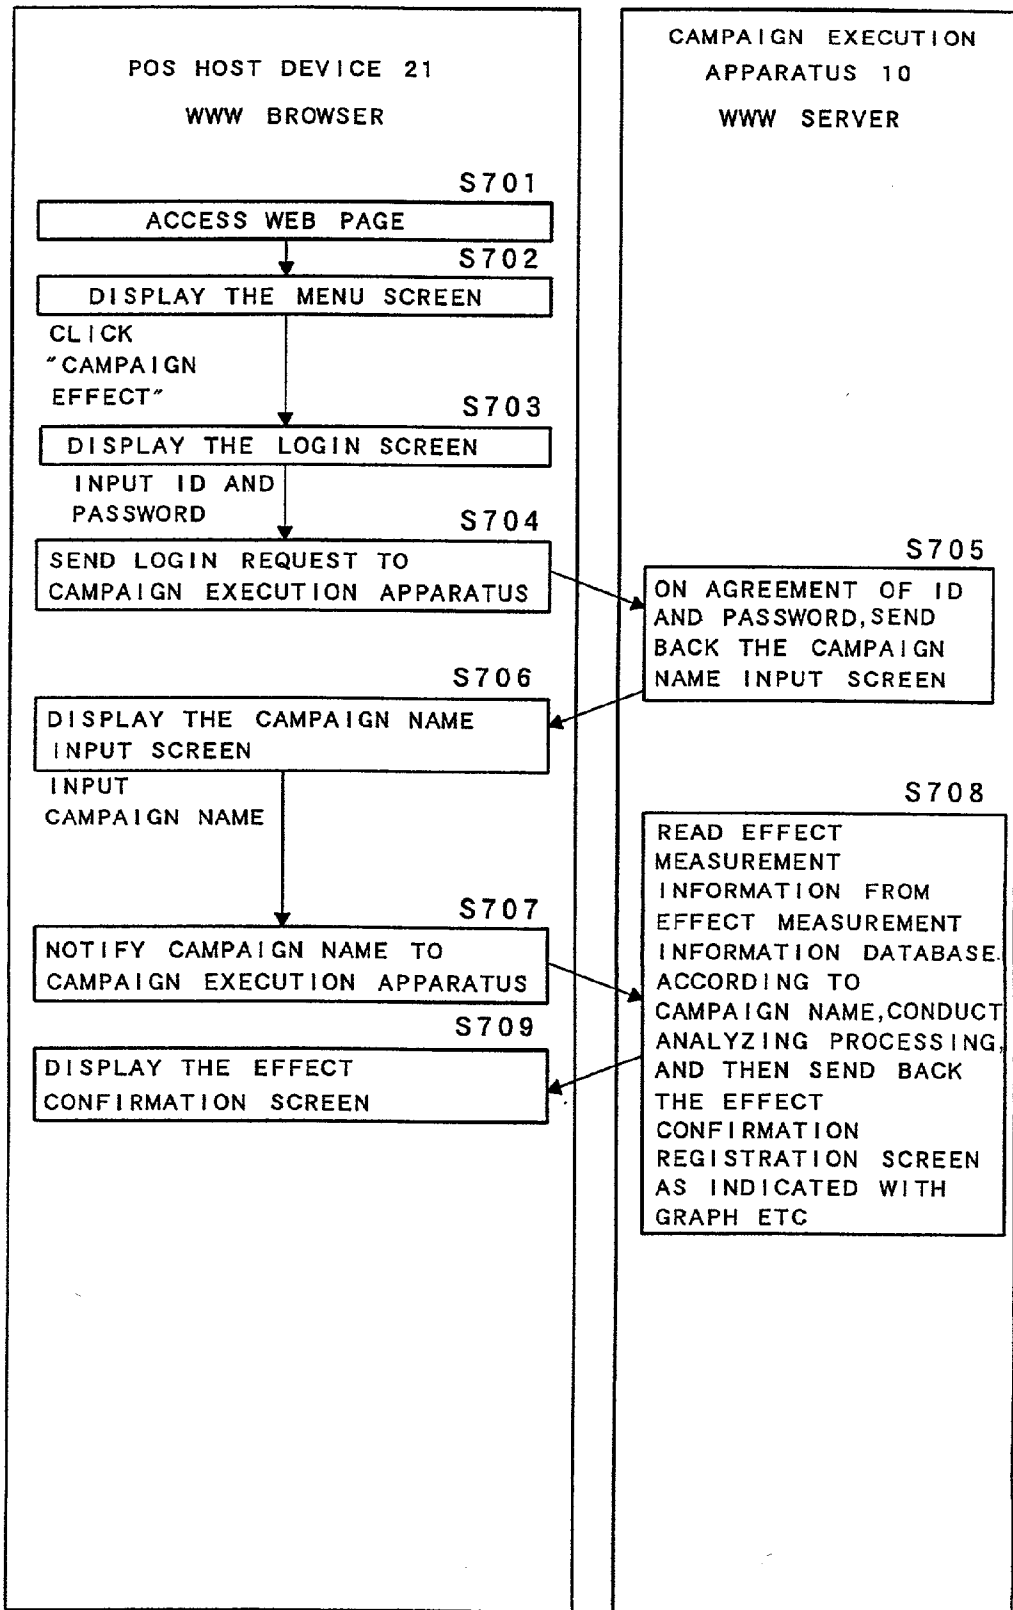 POS HOST DEVICE 21
WWW BROWSER
CAMPAIGN EXECUTION
APPARATUS 10
WWW SERVER
S701
ACCESS WEB PAGE
S702
DISPLAY THE MENU SCREEN
CLICK
"CAMPAIGN
EFFECT"
S703
DISPLAY THE LOGIN SCREEN
INPUT ID AND
PASSWORD
S704
SEND LOGIN REQUEST TO
CAMPAIGN EXECUTION APPARATUS
S705
ON AGREEMENT OF ID
AND PASSWORD, SEND
BACK THE CAMPAIGN
NAME INPUT SCREEN
S706
DISPLAY THE CAMPAIGN NAME
INPUT SCREEN
INPUT
CAMPAIGN NAME
S707
NOTIFY CAMPAIGN NAME TO
CAMPAIGN EXECUTION APPARATUS
S708
READ EFFECT
MEASUREMENT
INFORMATION FROM
EFFECT MEASUREMENT
INFORMATION DATABASE
ACCORDING TO
CAMPAIGN NAME, CONDUCT
ANALYZING PROCESSING,
AND THEN SEND BACK
THE EFFECT
CONFIRMATION
REGISTRATION SCREEN
AS INDICATED WITH
GRAPH ETC
S709
DISPLAY THE EFFECT
CONFIRMATION SCREEN